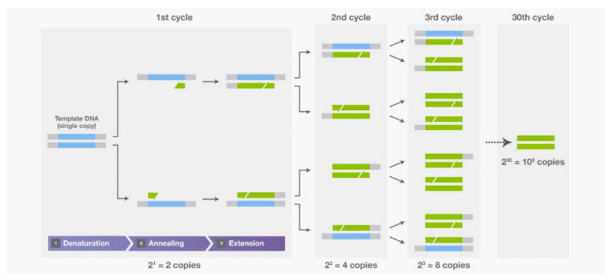 1st cycle
2nd cycle
3rd cycle
30th cycle
Template DNA
(single copy)
2³⁰ = 10⁹ copies
1 Denaturation
2 Annealing
3 Extension
2¹ = 2 copies
2² = 4 copies
2³ = 8 copies